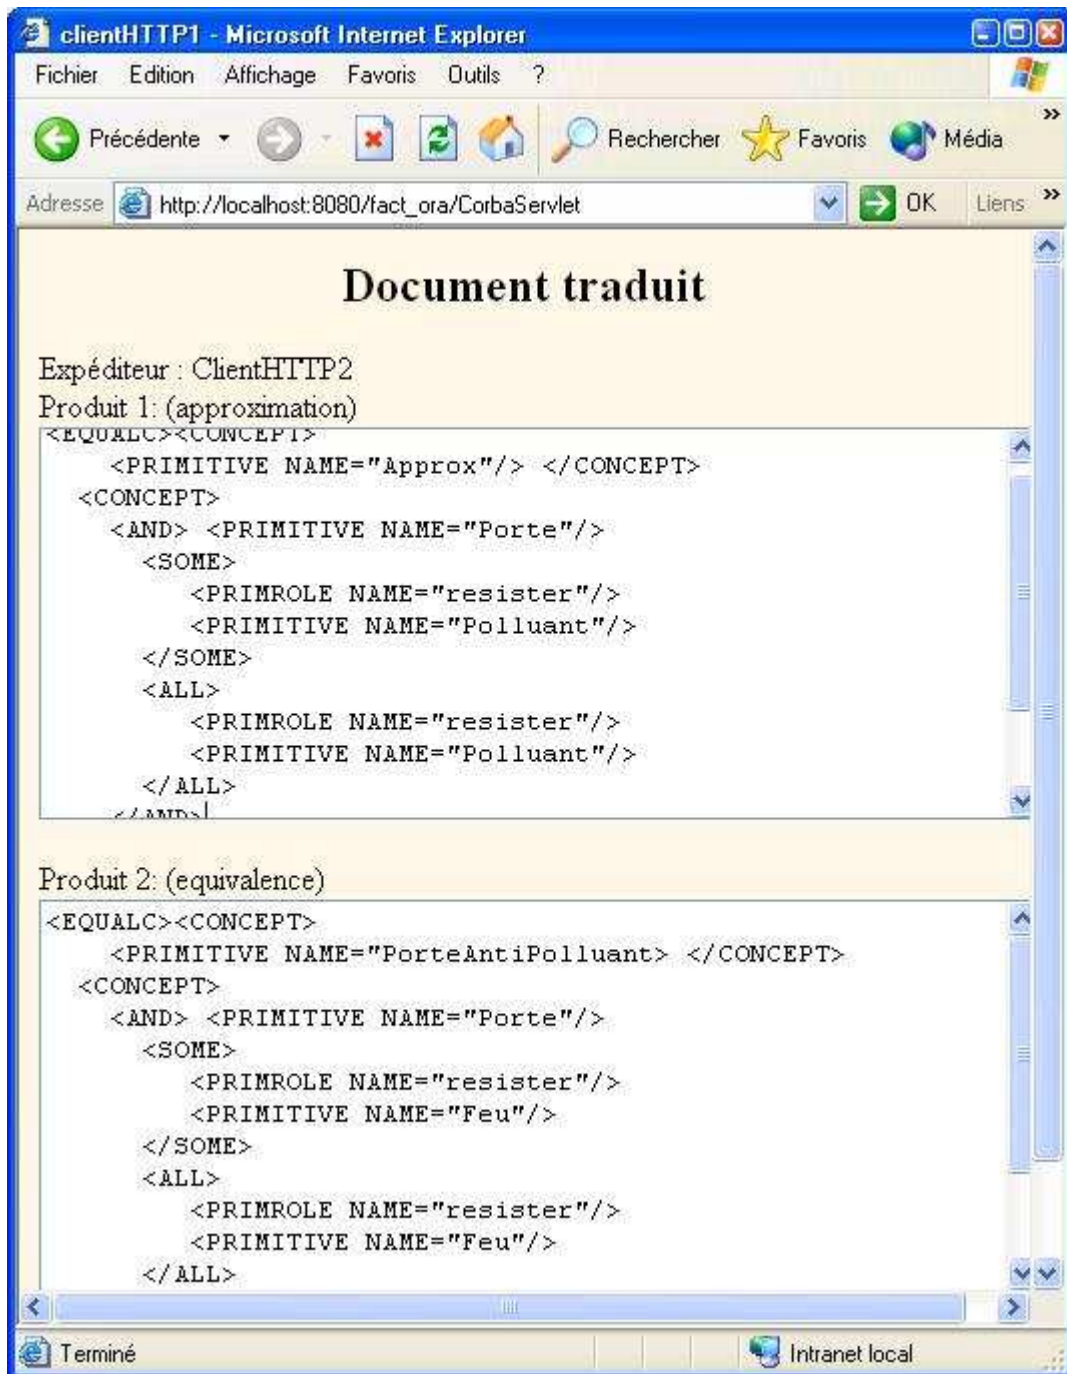 clientHTTP1 - Microsoft Internet Explorer
Fichier Edition Affichage Favoris Outils ?
Précédente Rechercher Favoris Média »
Adresse http://localhost:8080/fact_ora/CorbaServlet OK Liens »
Document traduit
Expéditeur : ClientHTTP2
Produit 1: (approximation)
<EQUALC><CONCEPT>
<PRIMITIVE NAME="Approx"/> </CONCEPT>
<CONCEPT>
<AND> <PRIMITIVE NAME="Porte"/>
<SOME>
<PRIMROLE NAME="resister"/>
<PRIMITIVE NAME="Polluant"/>
</SOME>
<ALL>
<PRIMROLE NAME="resister"/>
<PRIMITIVE NAME="Polluant"/>
</ALL>
</AND>
Produit 2: (equivalence)
<EQUALC><CONCEPT>
<PRIMITIVE NAME="PorteAntiPolluant> </CONCEPT>
<CONCEPT>
<AND> <PRIMITIVE NAME="Porte"/>
<SOME>
<PRIMROLE NAME="resister"/>
<PRIMITIVE NAME="Feu"/>
</SOME>
<ALL>
<PRIMROLE NAME="resister"/>
<PRIMITIVE NAME="Feu"/>
</ALL>
Terminé Intranet local